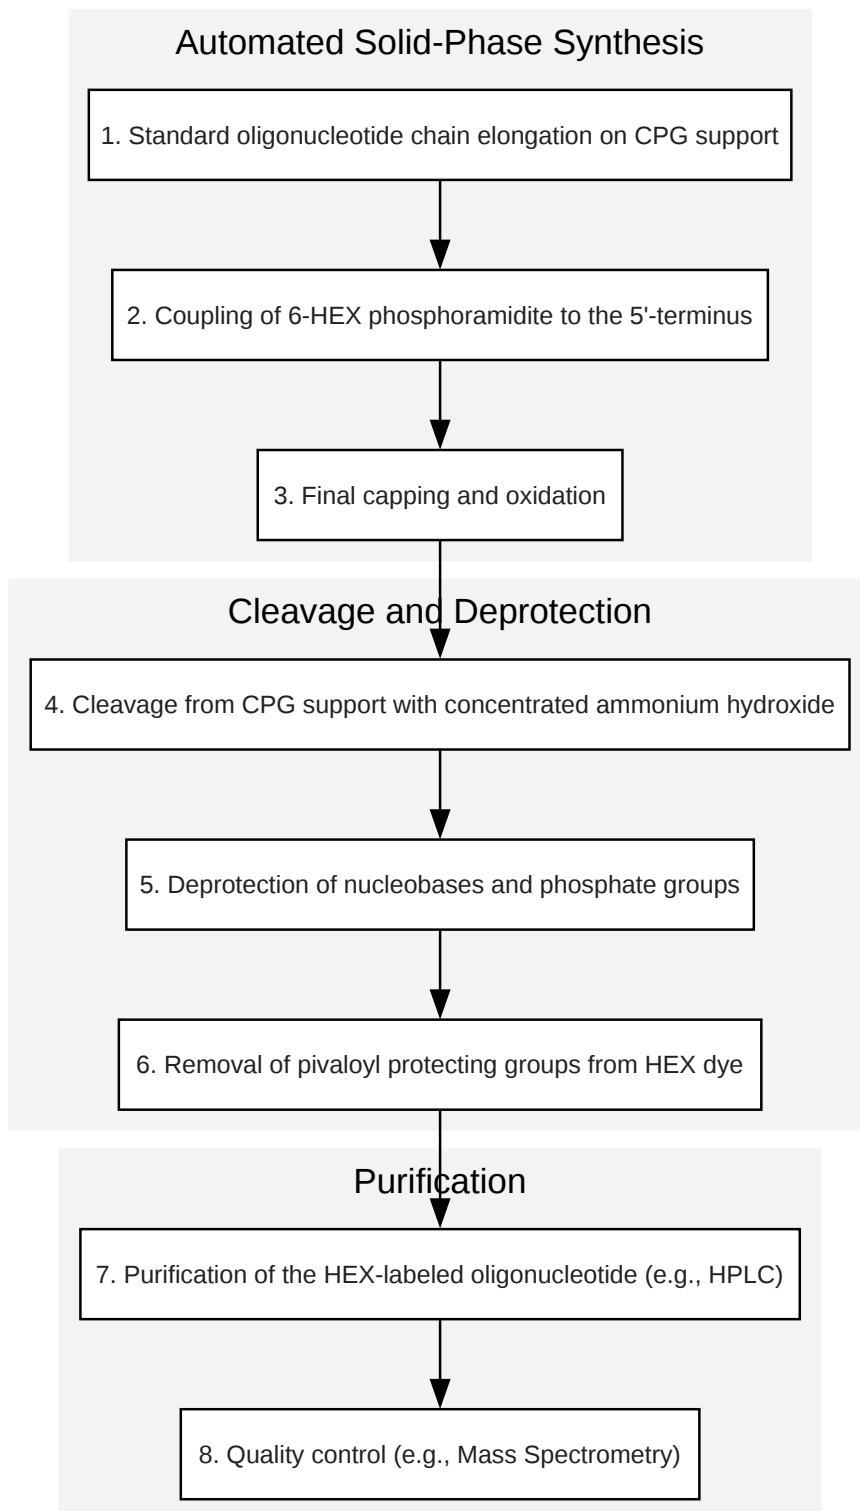 Automated Solid-Phase Synthesis
1. Standard oligonucleotide chain elongation on CPG support
2. Coupling of 6-HEX phosphoramidite to the 5'-terminus
3. Final capping and oxidation
Cleavage and Deprotection
4. Cleavage from CPG support with concentrated ammonium hydroxide
5. Deprotection of nucleobases and phosphate groups
6. Removal of pivaloyl protecting groups from HEX dye
Purification
7. Purification of the HEX-labeled oligonucleotide (e.g., HPLC)
8. Quality control (e.g., Mass Spectrometry)